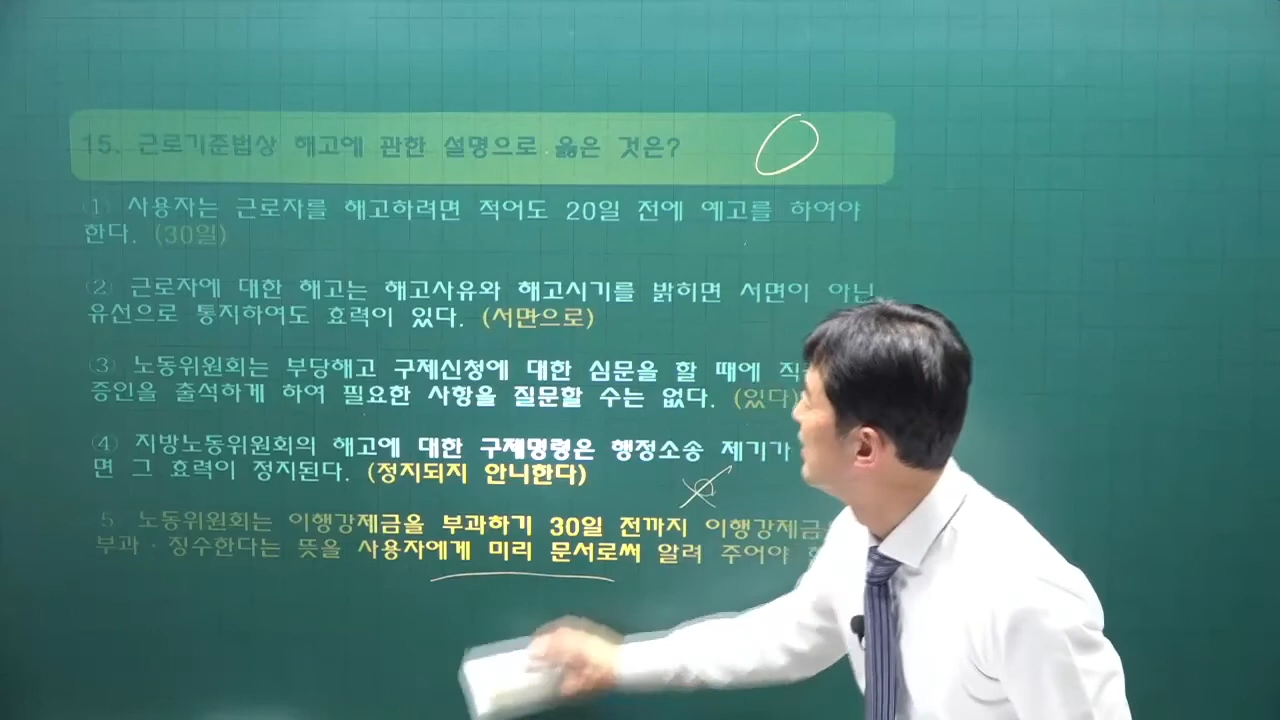 15. 근로기준법상 해고에 관한 설명으로 옳은 것은?
(1) 사용자는 근로자를 해고하려면 적어도 20일 전에 예고를 하여야
한다. (30일)
(2) 근로자에 대한 해고는 해고사유와 해고시기를 밝히면 서면이 아닌
유선으로 통지하여도 효력이 있다. (서면으로)
(3) 노동위원회는 부당해고 구제신청에 대한 심문을 할 때에
증인을 출석하게 하여 필요한 사항을 질문할 수는 없다. (있다)
(4) 지방노동위원회의 해고에 대한 구제명령은 행정소송 제기가
면 그 효력이 정지된다. (정지되지 안니한다)
5 노동위원회는 이행강제금을 부과하기 30일 전까지 이행강제금을
부과·징수한다는 뜻을 사용자에게 미리 문서로써 알려 주어야